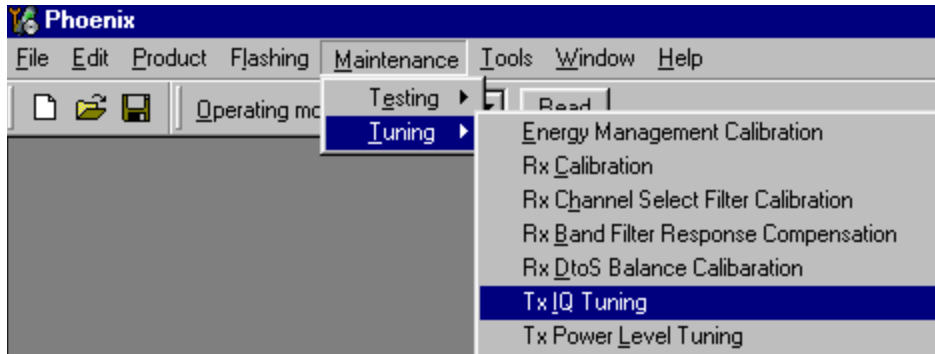 Phoenix
File Edit Product Flashing Maintenance Tools Window Help
Operating mo Read
Testing
Tuning
Energy Management Calibration
Rx Calibration
Rx Channel Select Filter Calibration
Rx Band Filter Response Compensation
Rx DtoS Balance Calibaration
Tx IQ Tuning
Tx Power Level Tuning